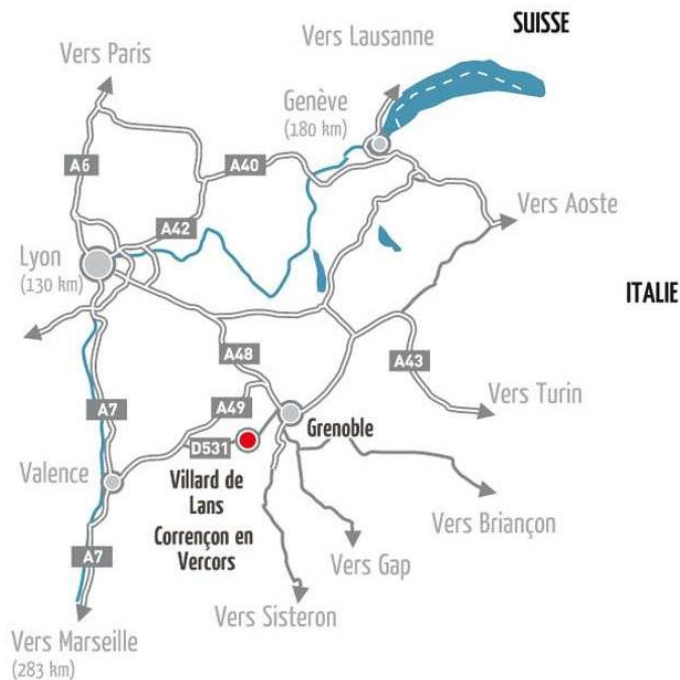 SUISSE
Vers Lausanne
Vers Paris
Genève
(180 km)
A6
A40
Vers Aoste
A42
Lyon
(130 km)
ITALIE
A48
A43
Vers Turin
A7
A49
Grenoble
D531
Valence
Villard de
Lans
Corrençon en
Vercors
Vers Briançon
A7
Vers Gap
Vers Sisteron
Vers Marseille
(283 km)